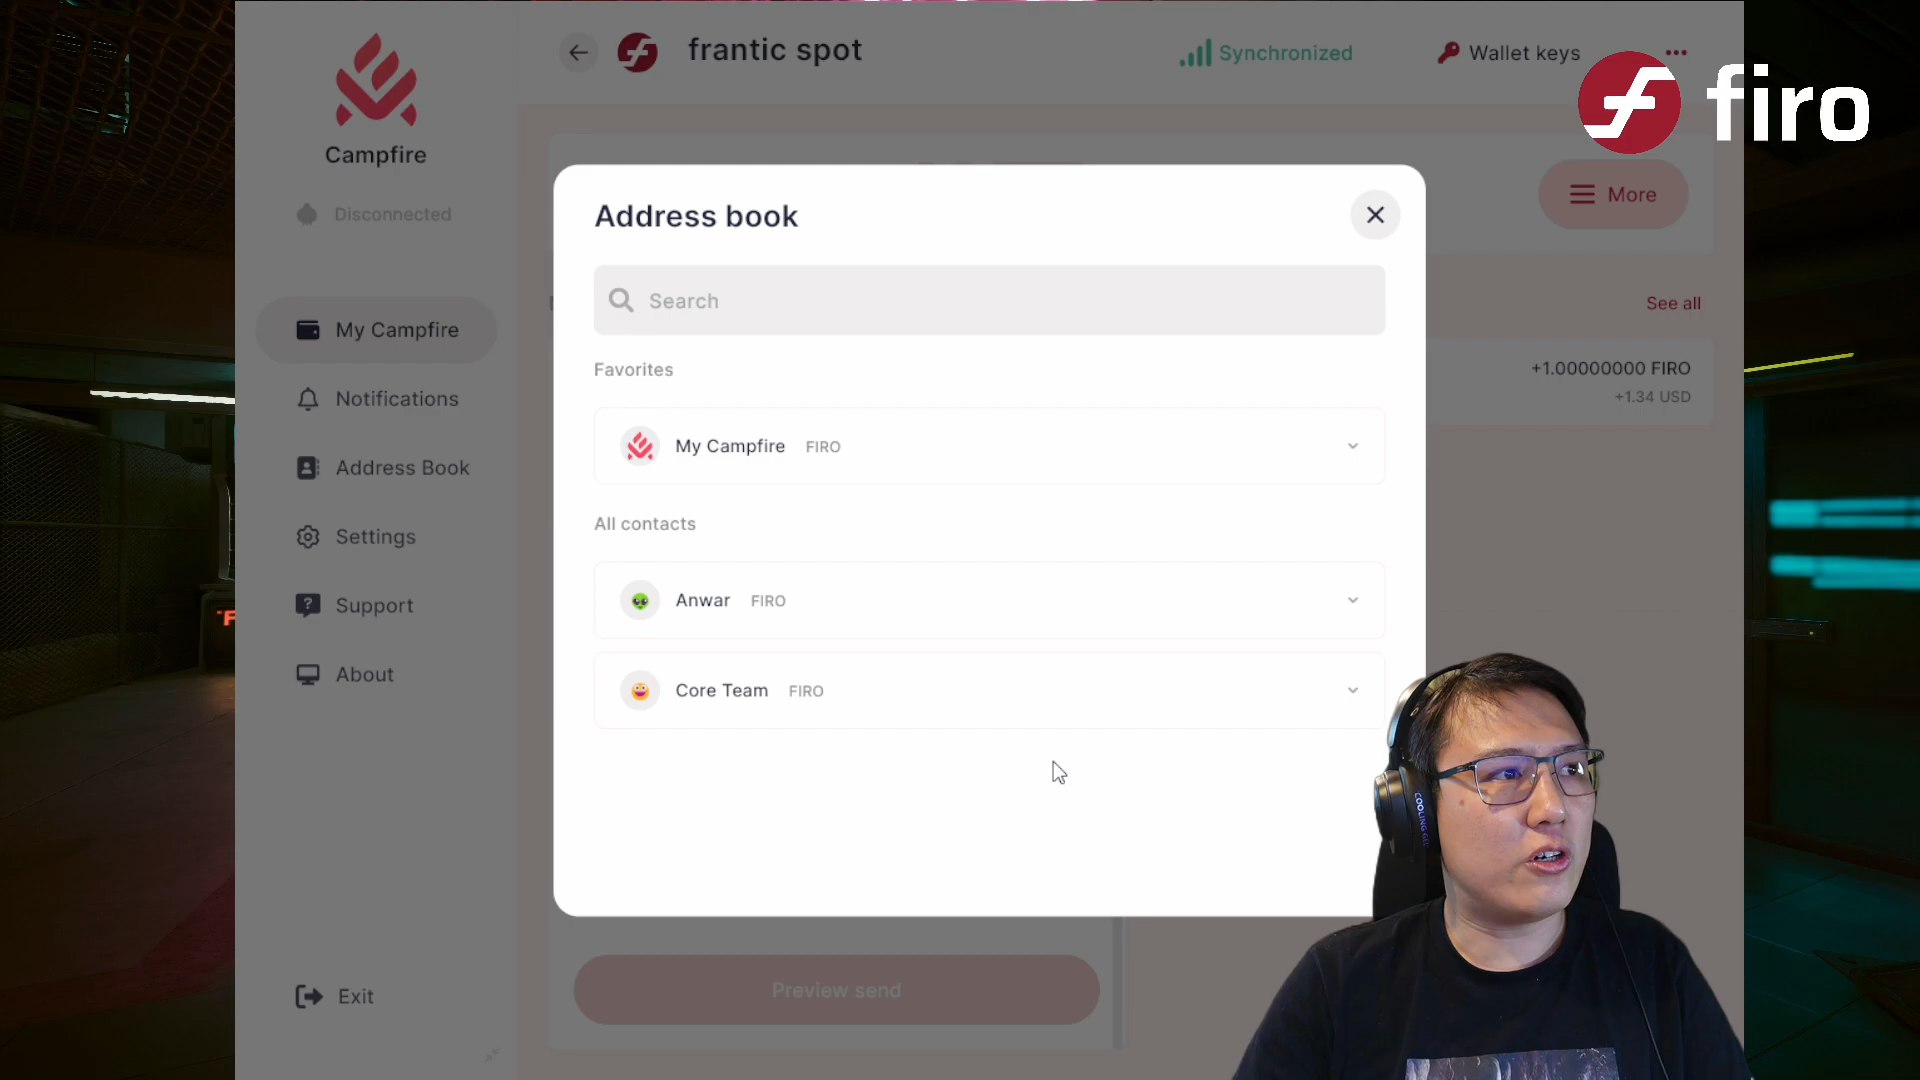 Campfire
Disconnected
My Campfire
Notifications
Address Book
Settings
Support
About
Exit
frantic spot
Synchronized
Wallet keys
firo
More
See all
+1.00000000 FIRO
+1.34 USD
Address book
Search
Favorites
My Campfire FIRO
All contacts
Anwar FIRO
Core Team FIRO
Preview send